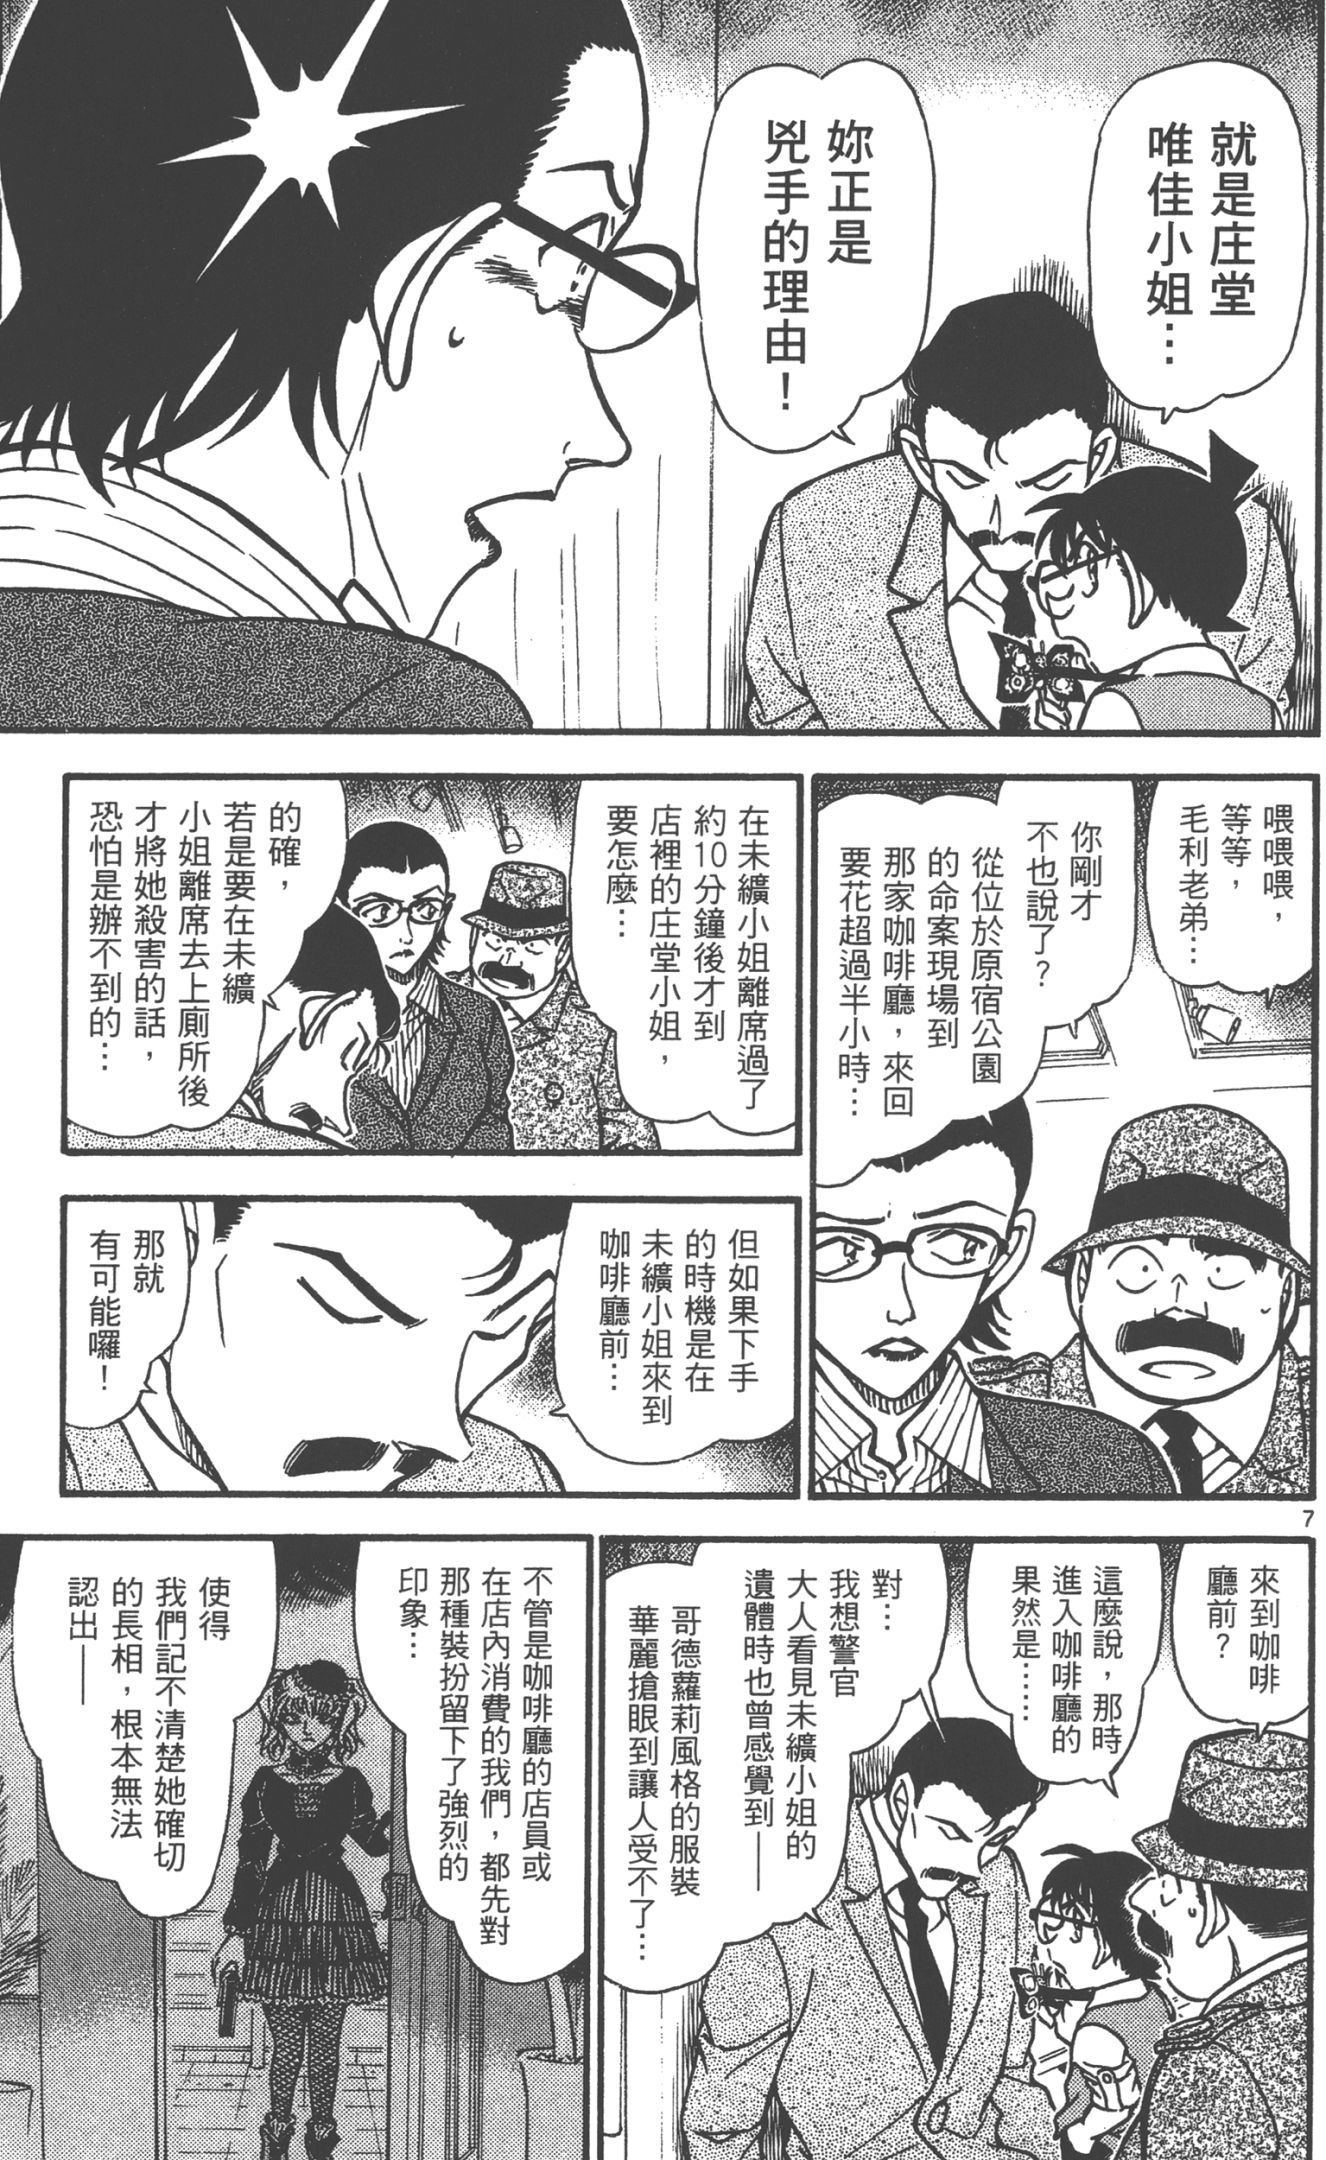 就是庄堂
唯佳小姐…
妳正是
兇手的理由！
喂喂喂，
等等，
毛利老弟…
你剛才
不也說了？
從位於原宿公園
的命案現場到
那家咖啡廳，來回
要花超過半小時…
在未纊小姐離席過了
約10分鐘後才到
店裡的庄堂小姐，
要怎麼…
的確，
若是要在未纊
小姐離席去上廁所後
才將她殺害的話，
恐怕是辦不到的…
但如果下手
的時機是在
未纊小姐來到
咖啡廳前…
那就
有可能囉！
7
來到咖啡
廳前？
這麼說，那時
進入咖啡廳的
果然是……
對…
我想警官
大人看見未纊小姐的
遺體時也曾感覺到——
哥德蘿莉風格的服裝
華麗搶眼到讓人受不了…
不管是咖啡廳的店員或
在店內消費的我們，都先對
那種裝扮留下了強烈的
印象…
使得
我們記不清楚她確切
的長相，根本無法
認出——